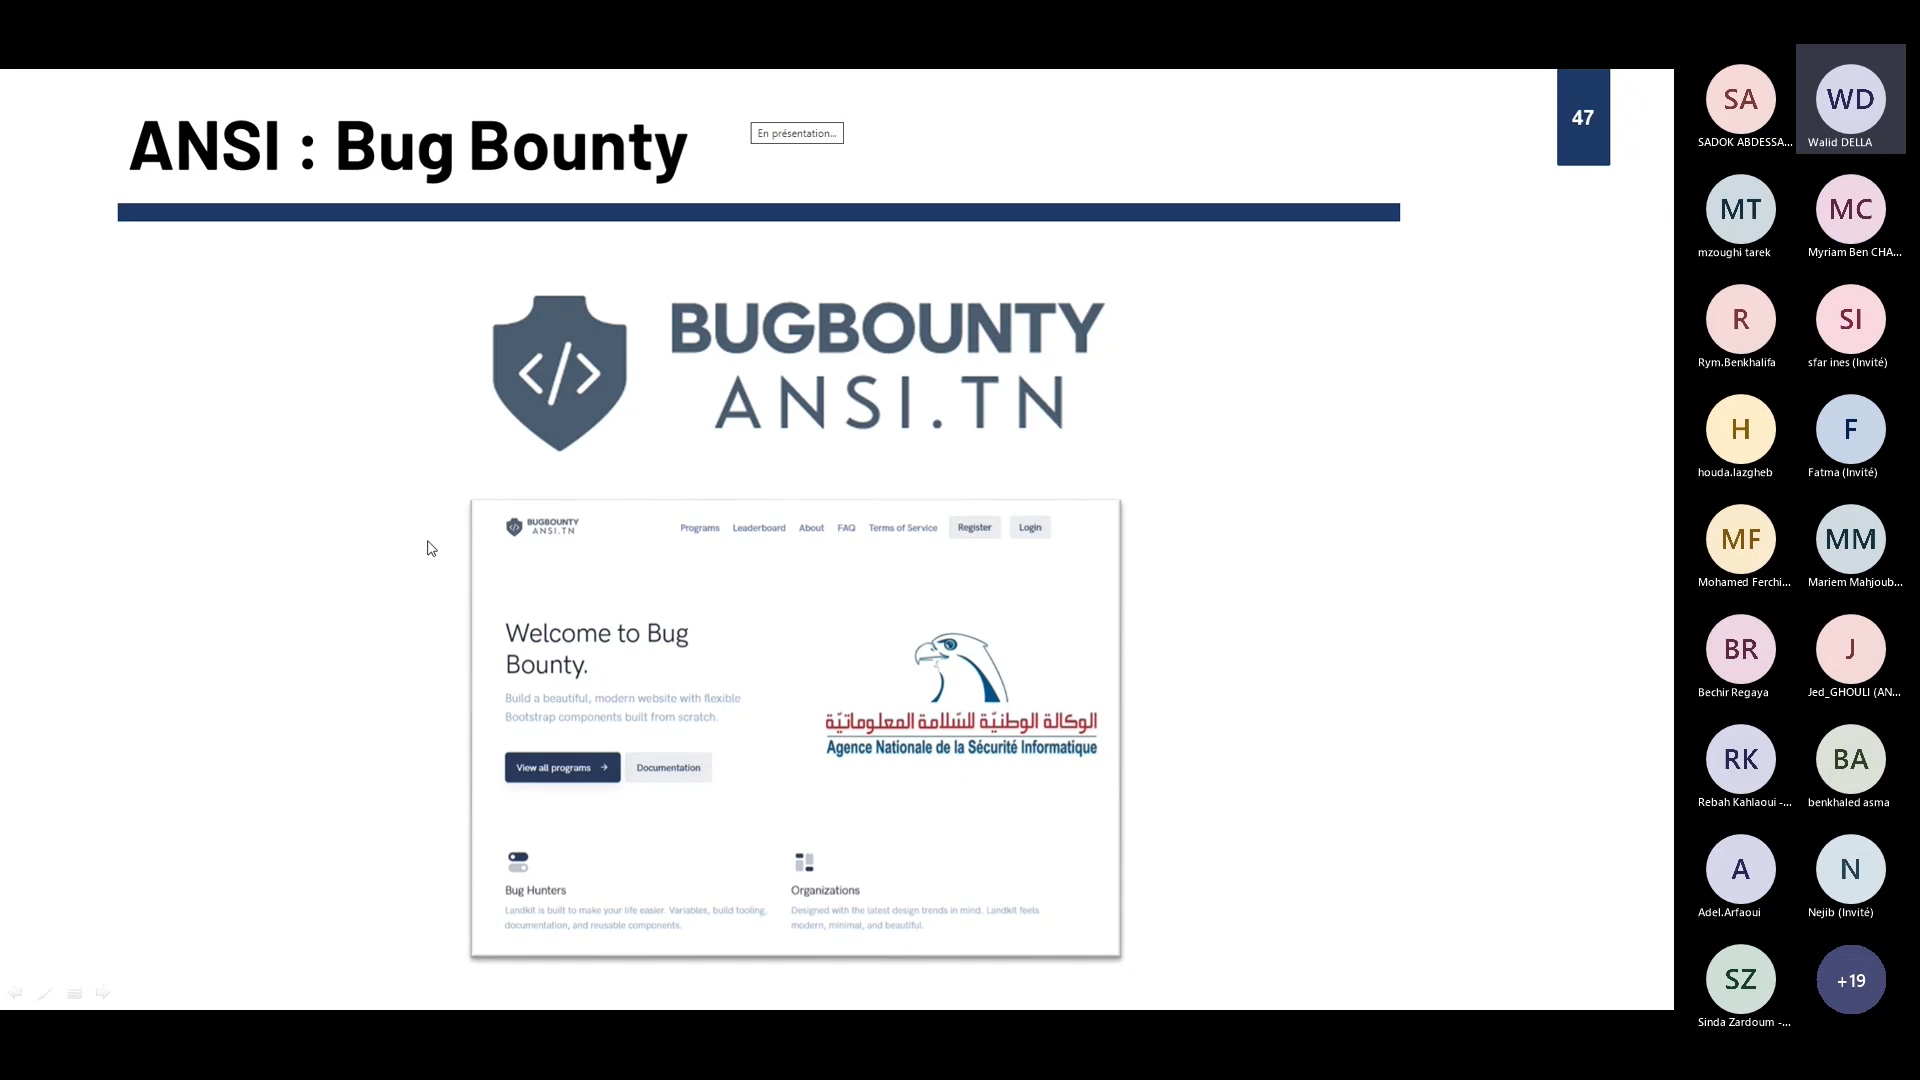 ANSI : Bug Bounty
En présentation...
47
BUGBOUNTY
ANSI.TN
BUGBOUNTY
ANSI.TN
Programs Leaderboard About FAQ Terms of Service Register Login
Welcome to Bug
Bounty.
Build a beautiful, modern website with flexible
Bootstrap components built from scratch.
View all programs →
Documentation
الوكالة الوطنيّة للسّلامة المعلوماتيّة
Agence Nationale de la Sécurité Informatique
Bug Hunters
Landkit is built to make your life easier. Variables, build tooling,
documentation, and reusable components.
Organizations
Designed with the latest design trends in mind. Landkit feels
modern, minimal, and beautiful.
SA
SADOK ABDESSA...
WD
Walid DELLA
MT
mzoughi tarek
MC
Myriam Ben CHA...
R
Rym.Benkhalifa
SI
sfar ines (Invité)
H
houda.lazgheb
F
Fatma (Invité)
MF
Mohamed Ferchi...
MM
Mariem Mahjoub...
BR
Bechir Regaya
J
Jed_GHOULI (AN...
RK
Rebah Kahlaoui -...
BA
benkhaled asma
A
Adel.Arfaoui
N
Nejib (Invité)
SZ
Sinda Zardoum -...
+19